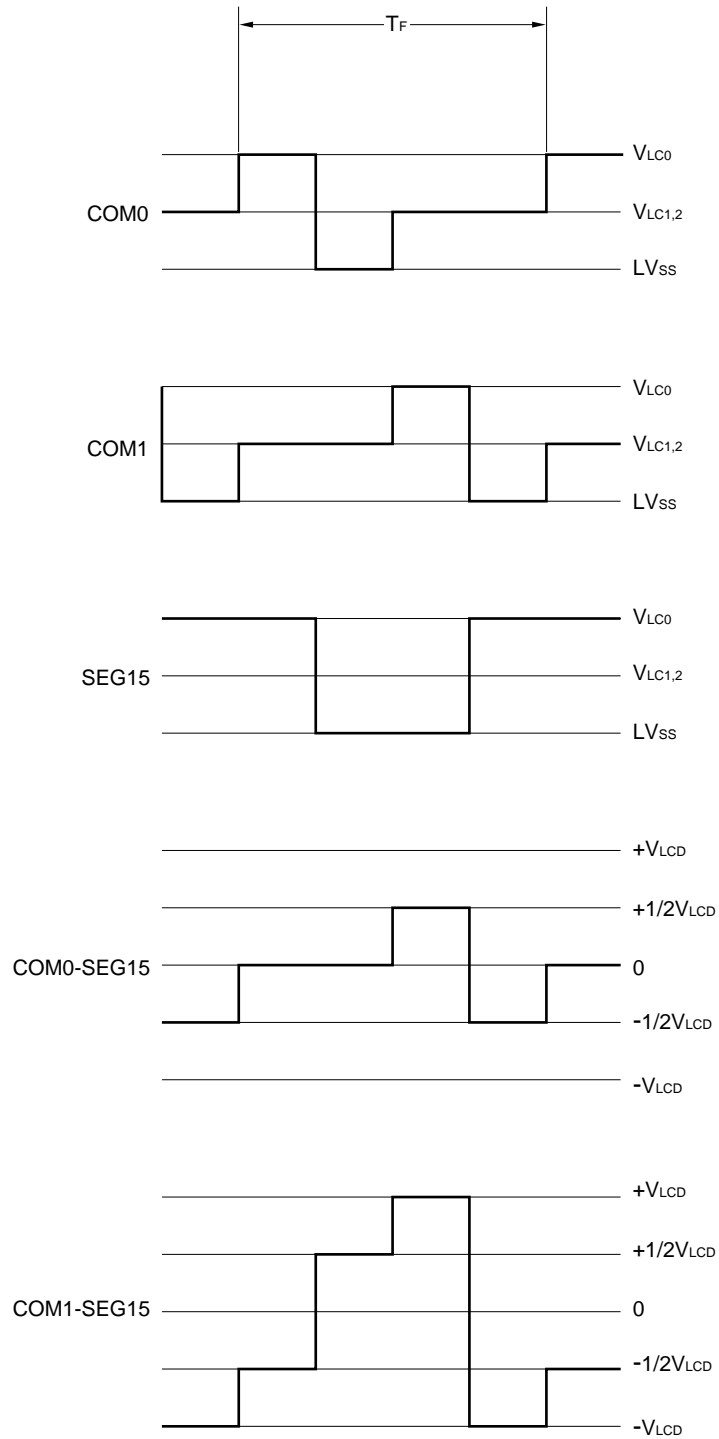 TF
VLC0
COM0
VLC1,2
LVSS
VLC0
COM1
VLC1,2
LVSS
VLC0
SEG15
VLC1,2
LVSS
+VLCD
+1/2VLCD
COM0-SEG15
0
-1/2VLCD
-VLCD
+VLCD
+1/2VLCD
COM1-SEG15
0
-1/2VLCD
-VLCD